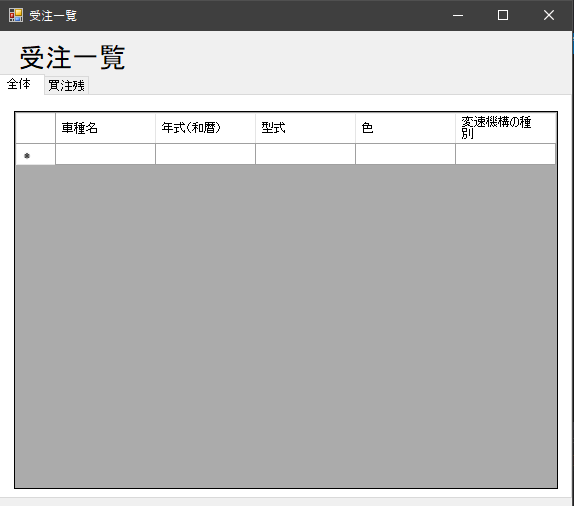 受注一覧
受注一覧
全体 買注残
車種名 年式(和暦) 型式 色 変速機構の種
別
*